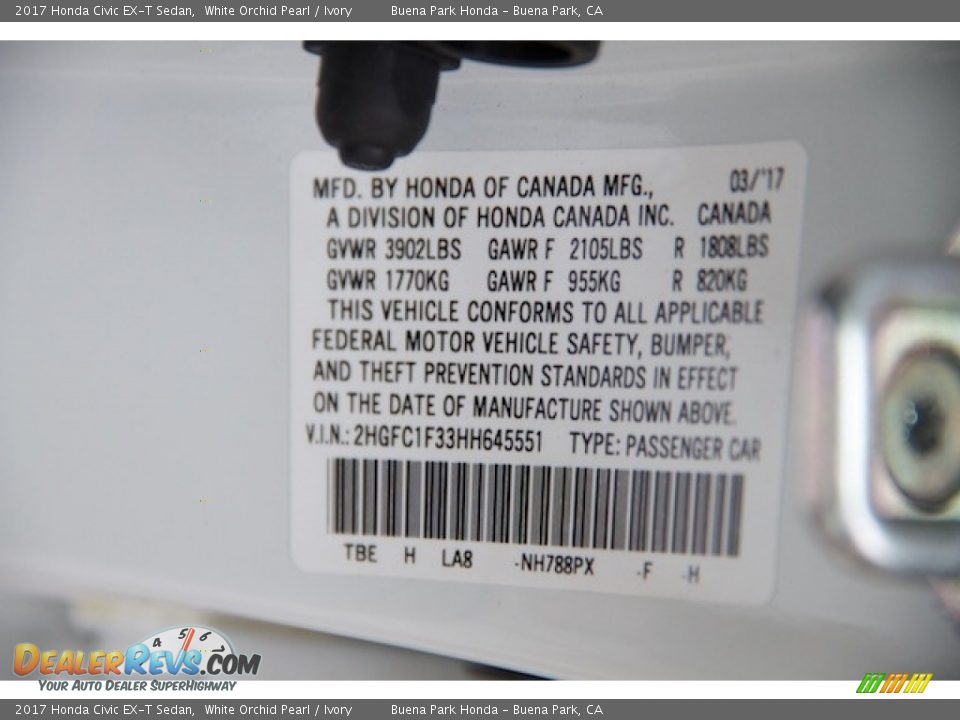 2017 Honda Civic EX-T Sedan, White Orchid Pearl / Ivory Buena Park Honda - Buena Park, CA
MFD. BY HONDA OF CANADA MFG., 03/'17
A DIVISION OF HONDA CANADA INC. CANADA
GVWR 3902LBS GAWR F 2105LBS R 1808LBS
GVWR 1770KG GAWR F 955KG R 820KG
THIS VEHICLE CONFORMS TO ALL APPLICABLE
FEDERAL MOTOR VEHICLE SAFETY, BUMPER,
AND THEFT PREVENTION STANDARDS IN EFFECT
ON THE DATE OF MANUFACTURE SHOWN ABOVE.
V.I.N.: 2HGFC1F33HH645551 TYPE: PASSENGER CAR
TBE H LA8 -NH788PX -F -H
4 5 6
DEALERREVS.COM
YOUR AUTO DEALER SUPERHIGHWAY
2017 Honda Civic EX-T Sedan, White Orchid Pearl / Ivory Buena Park Honda - Buena Park, CA